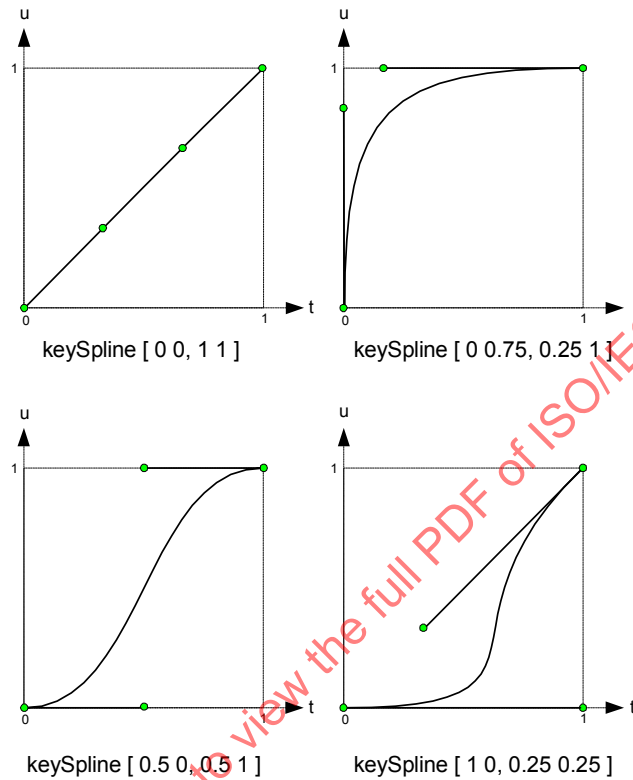 u
1
0
1
t
keySpline [ 0 0, 1 1 ]
u
1
0
1
t
keySpline [ 0 0.75, 0.25 1 ]
u
1
0
1
t
keySpline [ 0.5 0, 0.5 1 ]
u
1
0
1
t
keySpline [ 1 0, 0.25 0.25 ]
to view the full PDF of ISO/IE